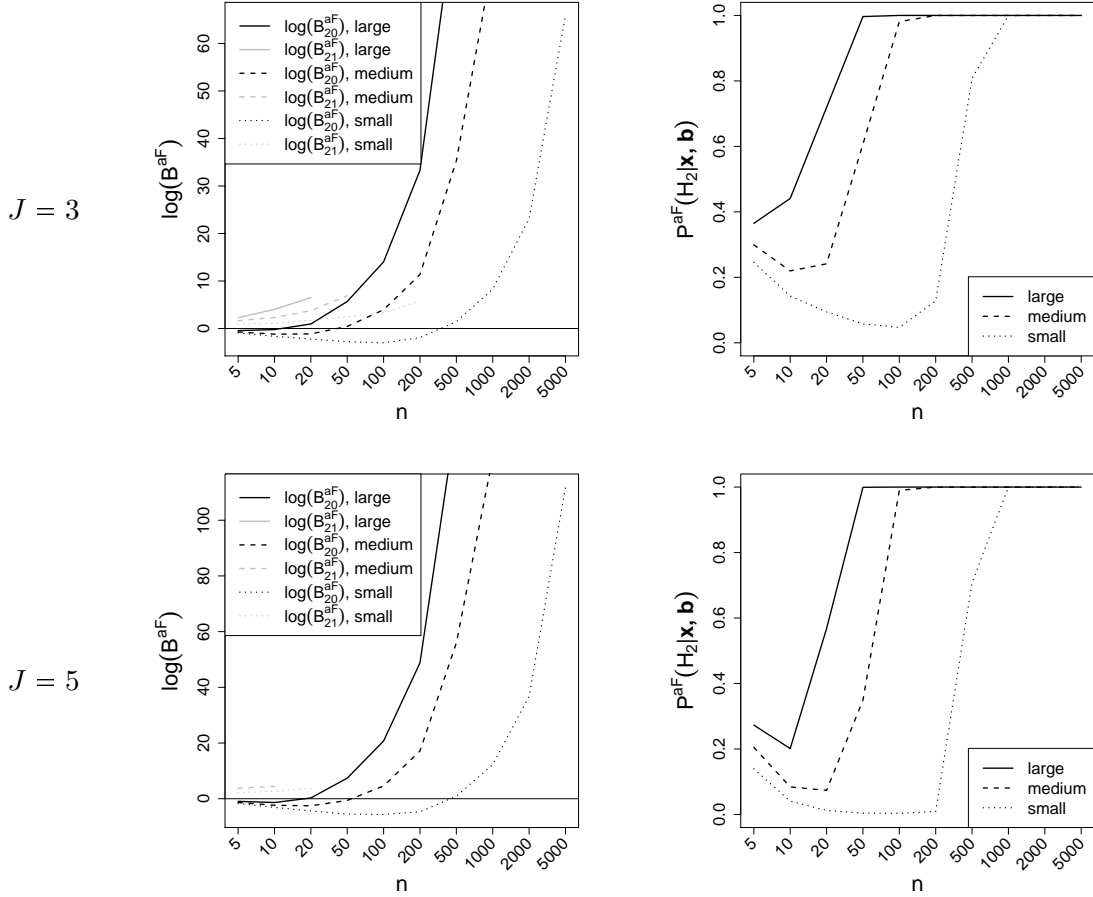 J = 3
log(B^aF)
0 10 20 30 40 50 60
5 10 20 50 100 200 500 1000 2000 5000
n
log(B_20^aF), large
log(B_21^aF), large
log(B_20^aF), medium
log(B_21^aF), medium
log(B_20^aF), small
log(B_21^aF), small
P^aF(H_2|x, b)
0.0 0.2 0.4 0.6 0.8 1.0
5 10 20 50 100 200 500 1000 2000 5000
n
large
medium
small
J = 5
log(B^aF)
0 20 40 60 80 100
5 10 20 50 100 200 500 1000 2000 5000
n
log(B_20^aF), large
log(B_21^aF), large
log(B_20^aF), medium
log(B_21^aF), medium
log(B_20^aF), small
log(B_21^aF), small
P^aF(H_2|x, b)
0.0 0.2 0.4 0.6 0.8 1.0
5 10 20 50 100 200 500 1000 2000 5000
n
large
medium
small